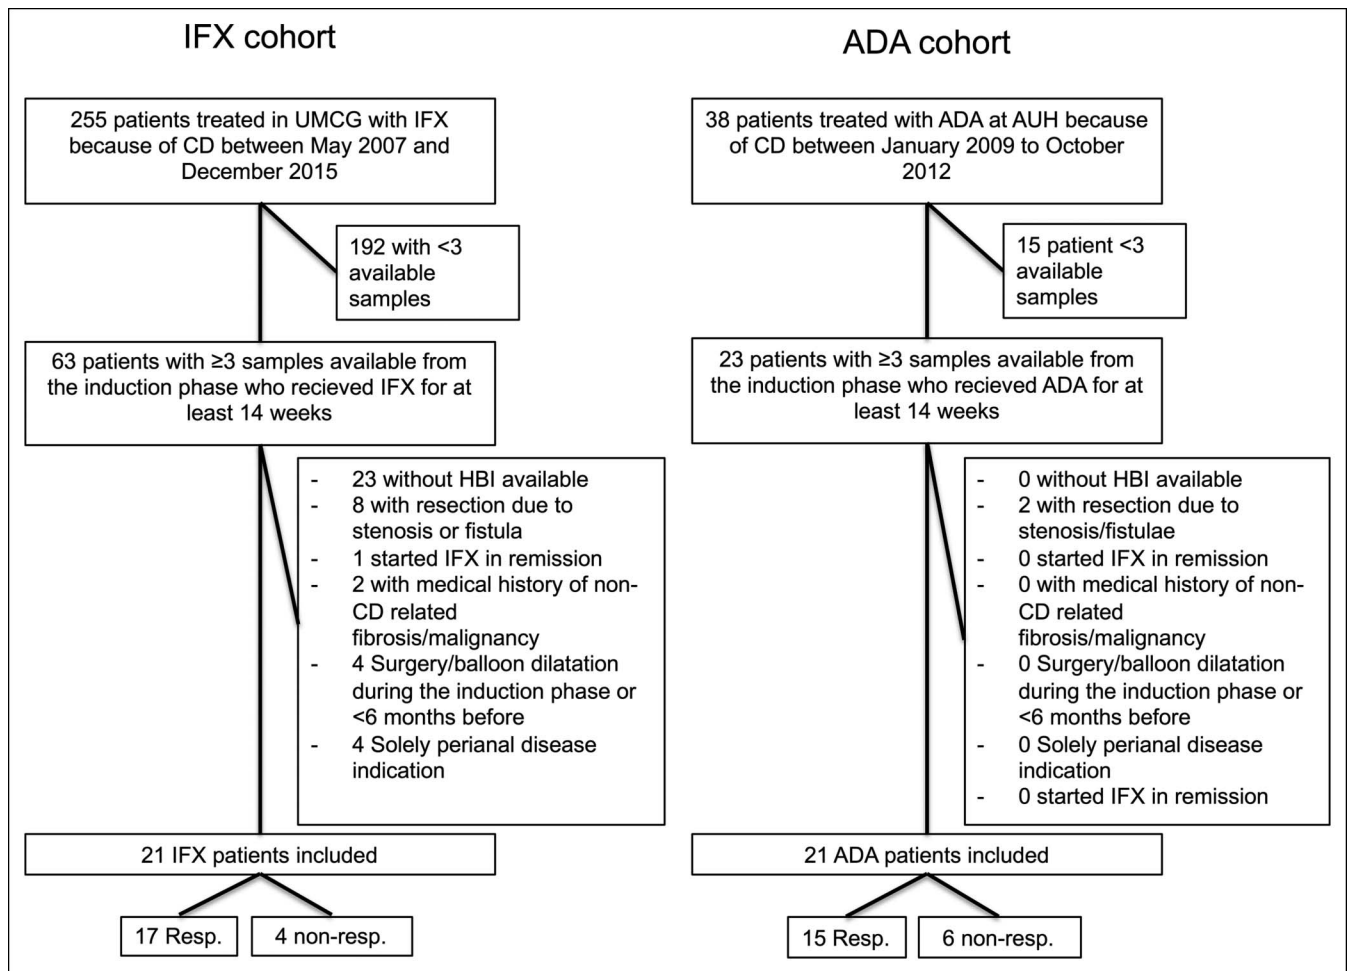 IFX cohort
255 patients treated in UMCG with IFX
because of CD between May 2007 and
December 2015
192 with <3
available
samples
63 patients with ≥3 samples available from
the induction phase who recieved IFX for at
least 14 weeks
- 23 without HBI available
- 8 with resection due to
stenosis or fistula
- 1 started IFX in remission
- 2 with medical history of non-
CD related
fibrosis/malignancy
- 4 Surgery/balloon dilatation
during the induction phase or
<6 months before
- 4 Solely perianal disease
indication
21 IFX patients included
17 Resp.
4 non-resp.
ADA cohort
38 patients treated with ADA at AUH because
of CD between January 2009 to October
2012
15 patient <3
available
samples
23 patients with ≥3 samples available from
the induction phase who recieved ADA for at
least 14 weeks
- 0 without HBI available
- 2 with resection due to
stenosis/fistulae
- 0 started IFX in remission
- 0 with medical history of non-
CD related
fibrosis/malignancy
- 0 Surgery/balloon dilatation
during the induction phase or
<6 months before
- 0 Solely perianal disease
indication
- 0 started IFX in remission
21 ADA patients included
15 Resp.
6 non-resp.